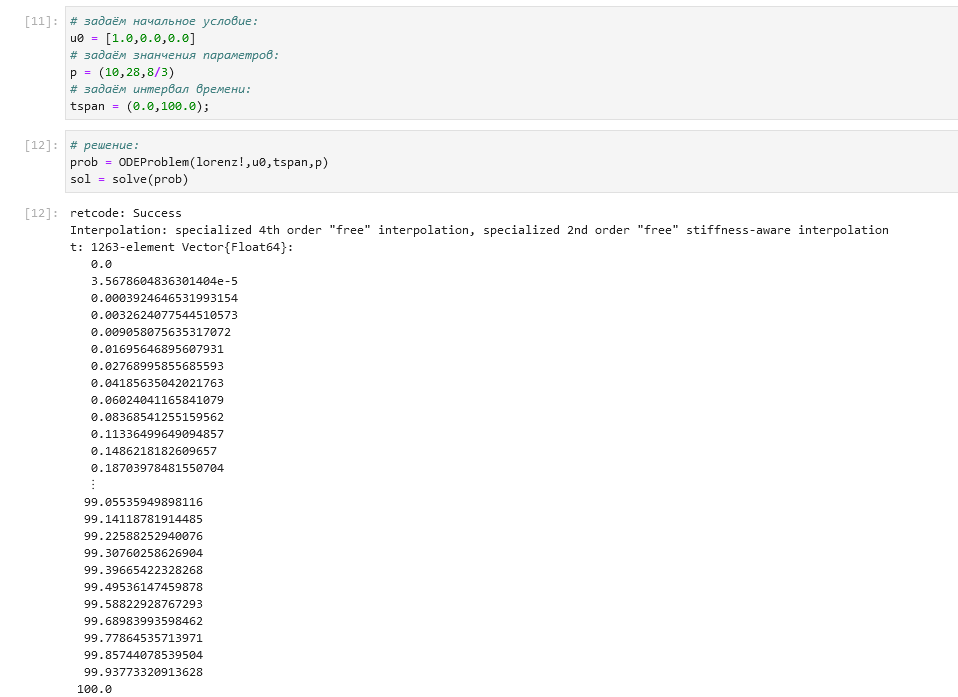 [11]: # задаём начальное условие:
u0 = [1.0,0.0,0.0]
# задаём знанчения параметров:
p = (10,28,8/3)
# задаём интервал времени:
tspan = (0.0,100.0);
[12]: # решение:
prob = ODEProblem(lorenz!,u0,tspan,p)
sol = solve(prob)
[12]: retcode: Success
Interpolation: specialized 4th order "free" interpolation, specialized 2nd order "free" stiffness-aware interpolation
t: 1263-element Vector{Float64}:
0.0
3.5678604836301404e-5
0.0003924646531993154
0.0032624077544510573
0.009058075635317072
0.01695646895607931
0.02768995855685593
0.04185635042021763
0.06024041165841079
0.08368541255159562
0.11336499649094857
0.1486218182609657
0.18703978481550704
⋮
99.05535949898116
99.14118781914485
99.22588252940076
99.30760258626904
99.39665422328268
99.49536147459878
99.58822928767293
99.68983993598462
99.77864535713971
99.85744078539504
99.93773320913628
100.0